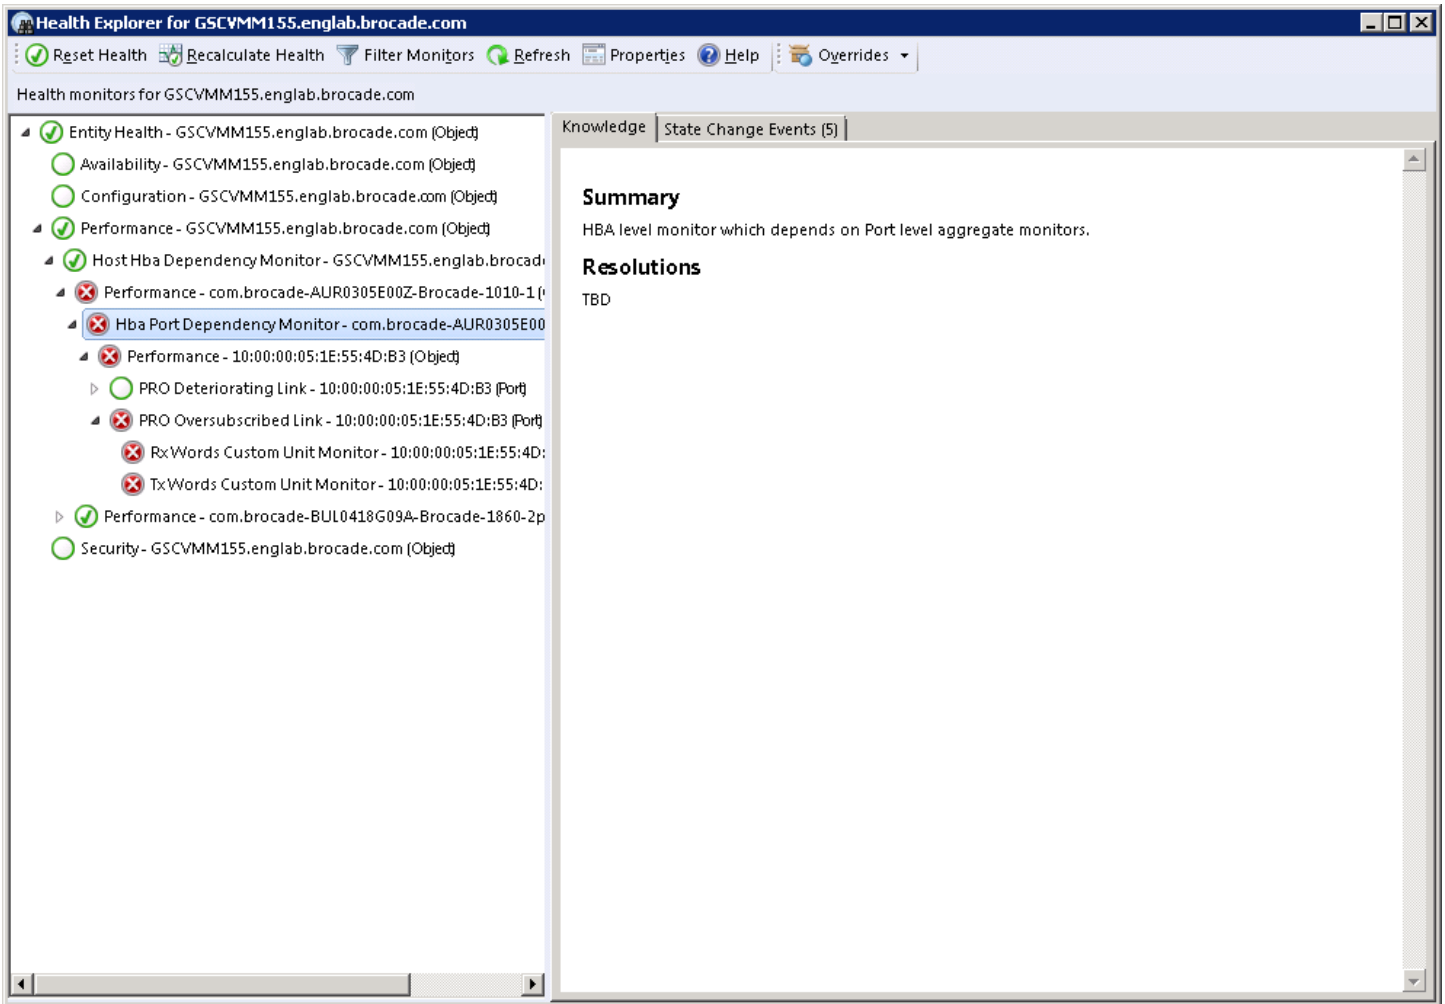 Health Explorer for GSCVMM155.englab.brocade.com
Reset Health Recalculate Health Filter Monitors Refresh Properties Help Overrides
Health monitors for GSCVMM155.englab.brocade.com
Entity Health - GSCVMM155.englab.brocade.com (Object)
Availability - GSCVMM155.englab.brocade.com (Object)
Configuration - GSCVMM155.englab.brocade.com (Object)
Performance - GSCVMM155.englab.brocade.com (Object)
Host Hba Dependency Monitor - GSCVMM155.englab.brocad
Performance - com.brocade-AUR0305E00Z-Brocade-1010-1 (
Hba Port Dependency Monitor - com.brocade-AUR0305E00
Performance - 10:00:00:05:1E:55:4D:B3 (Object)
PRO Deteriorating Link - 10:00:00:05:1E:55:4D:B3 (Port)
PRO Oversubscribed Link - 10:00:00:05:1E:55:4D:B3 (Port)
Rx Words Custom Unit Monitor - 10:00:00:05:1E:55:4D:
Tx Words Custom Unit Monitor - 10:00:00:05:1E:55:4D:
Performance - com.brocade-BUL0418G09A-Brocade-1860-2p
Security - GSCVMM155.englab.brocade.com (Object)
Knowledge State Change Events (5)
Summary
HBA level monitor which depends on Port level aggregate monitors.
Resolutions
TBD